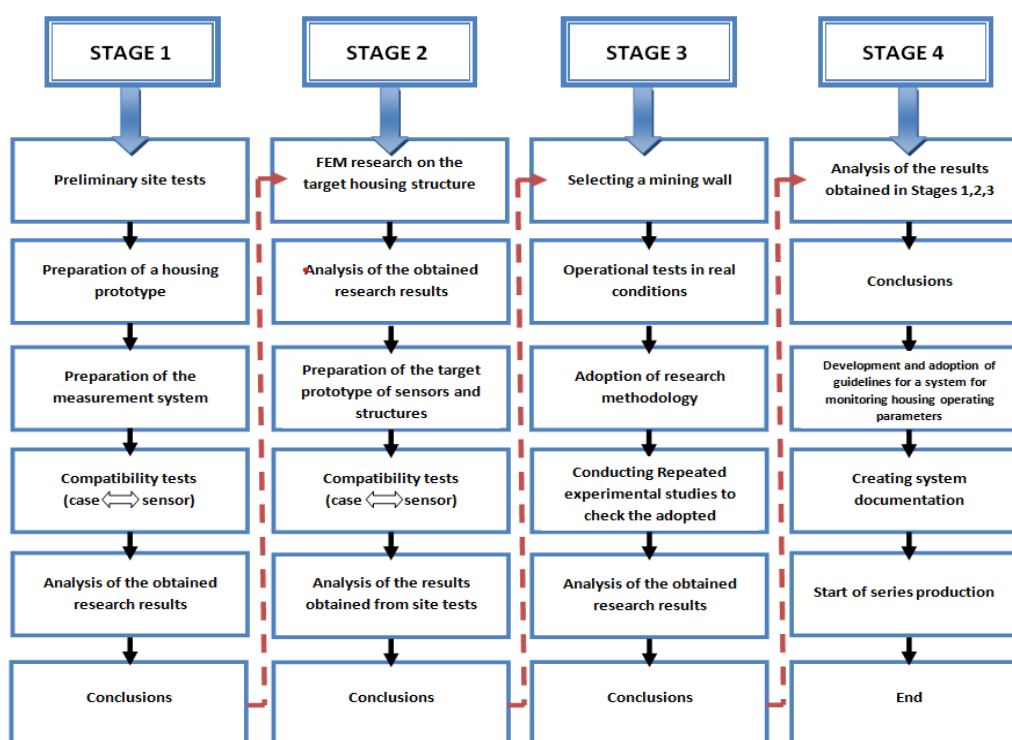 STAGE 1
Preliminary site tests
Preparation of a housing
prototype
Preparation of the
measurement system
Compatibility tests
(case sensor)
Analysis of the obtained
research results
Conclusions
STAGE 2
FEM research on the
target housing structure
Analysis of the obtained
research results
Preparation of the target
prototype of sensors and
structures
Compatibility tests
(case sensor)
Analysis of the results
obtained from site tests
Conclusions
STAGE 3
Selecting a mining wall
Operational tests in real
conditions
Adoption of research
methodology
Conducting Repeated
experimental studies to
check the adopted
Analysis of the obtained
research results
Conclusions
STAGE 4
Analysis of the results
obtained in Stages 1,2,3
Conclusions
Development and adoption of
guidelines for a system for
monitoring housing operating
parameters
Creating system
documentation
Start of series production
End